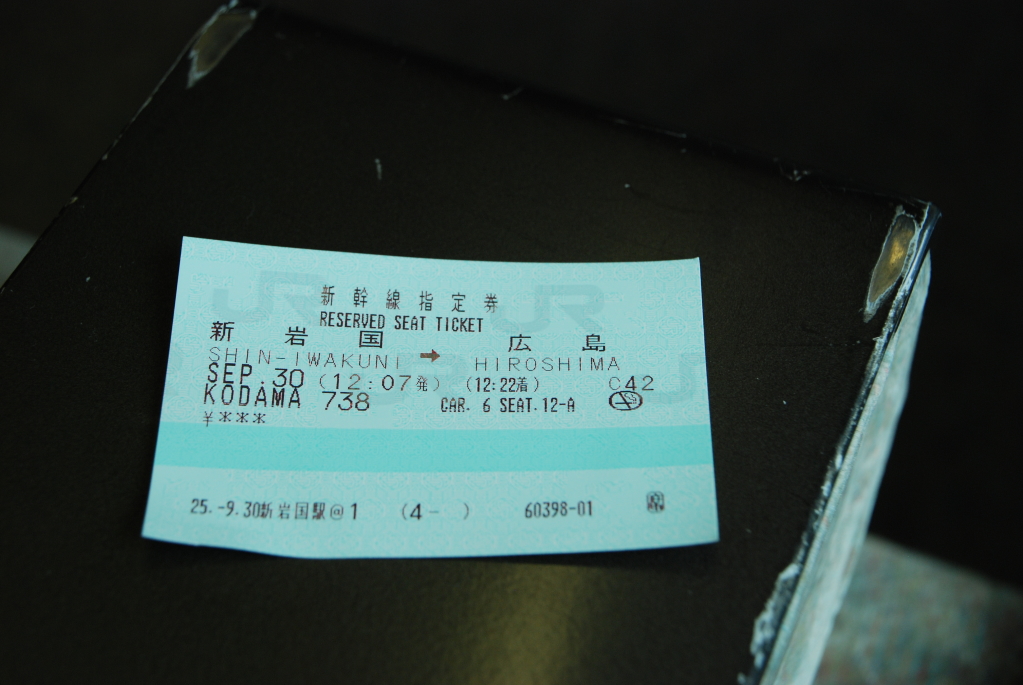 新幹線指定券
RESERVED SEAT TICKET
新岩国 → 広島
SHIN-IWAKUNI HIROSHIMA
SEP.30 (12:07発) (12:22着) C42
KODAMA 738 CAR. 6 SEAT.12-A
¥***
25.-9.30新岩国駅@1 (4- ) 60398-01
JR JR